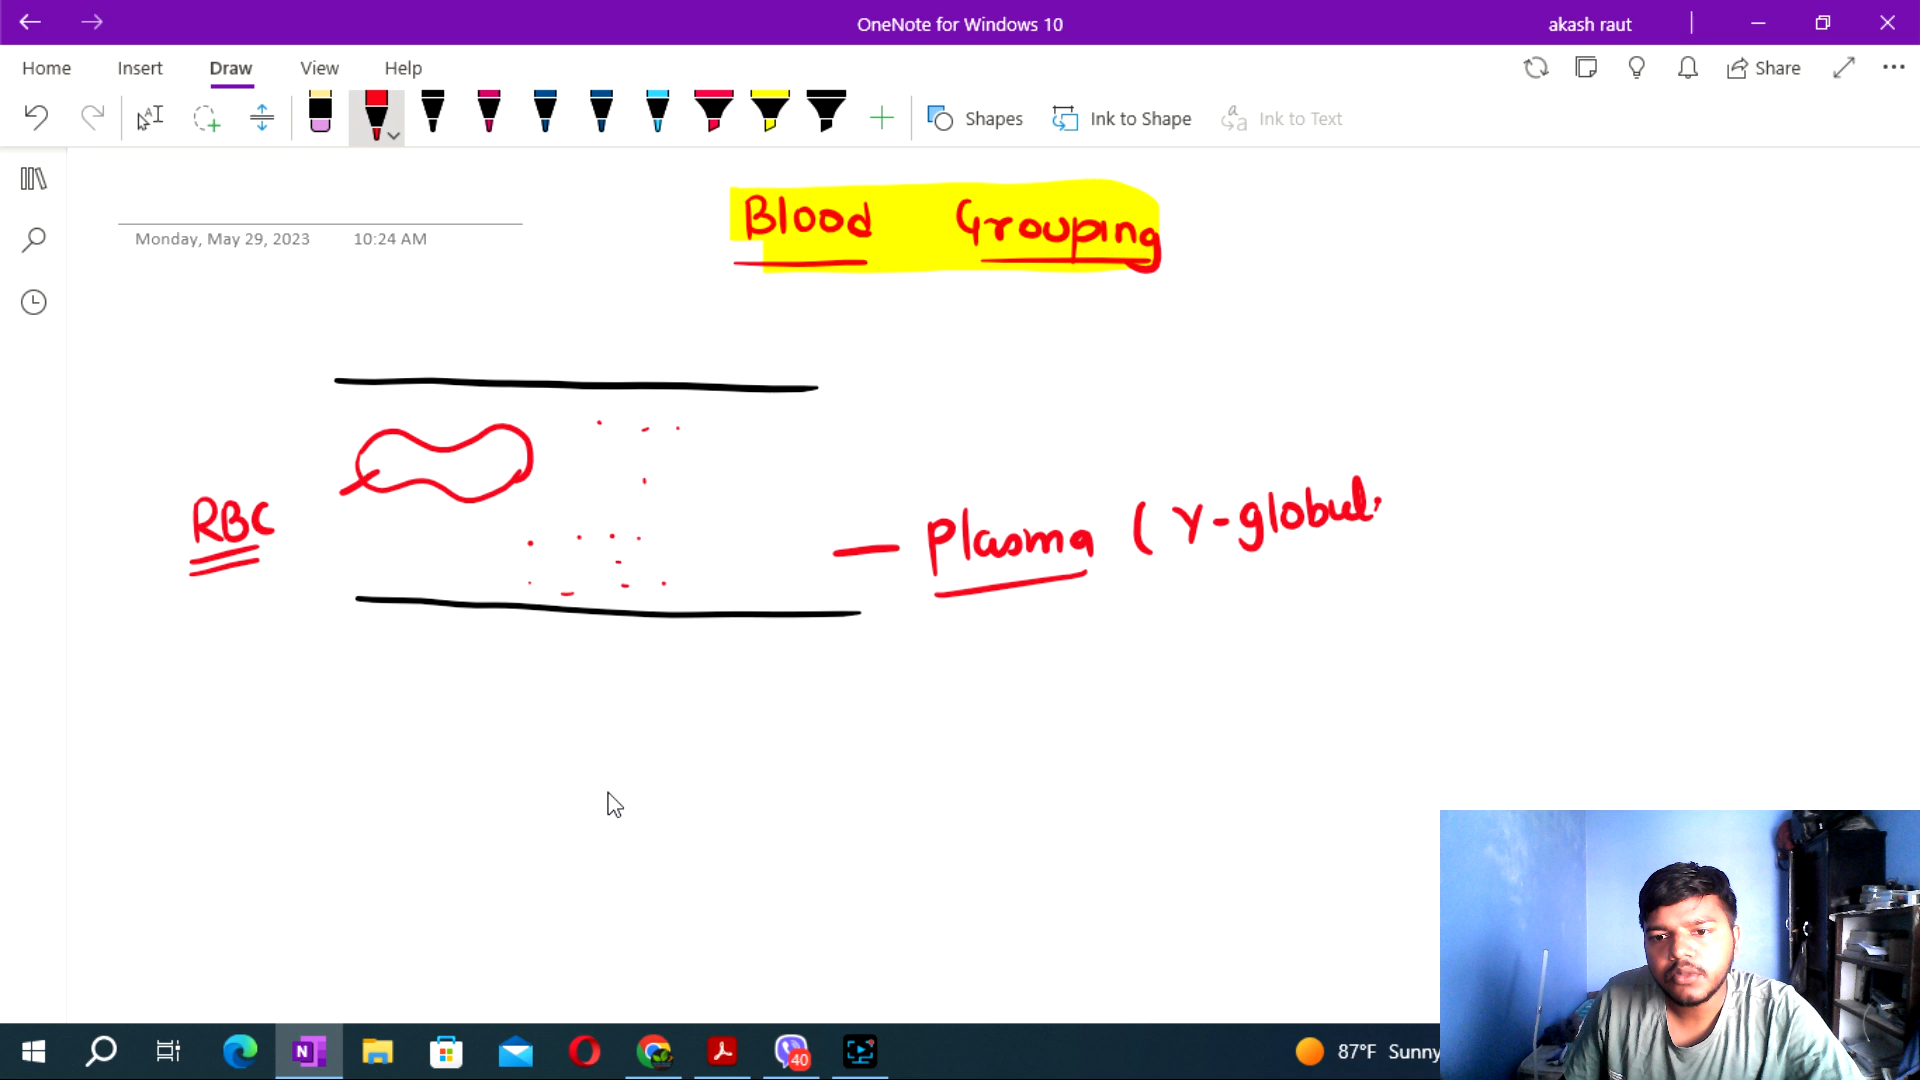 OneNote for Windows 10
akash raut
Home Insert Draw View Help
Share
Shapes Ink to Shape Ink to Text
Blood Grouping
Monday, May 29, 2023 10:24 AM
RBC
Plasma ( γ-globul.
40
87°F Sunny